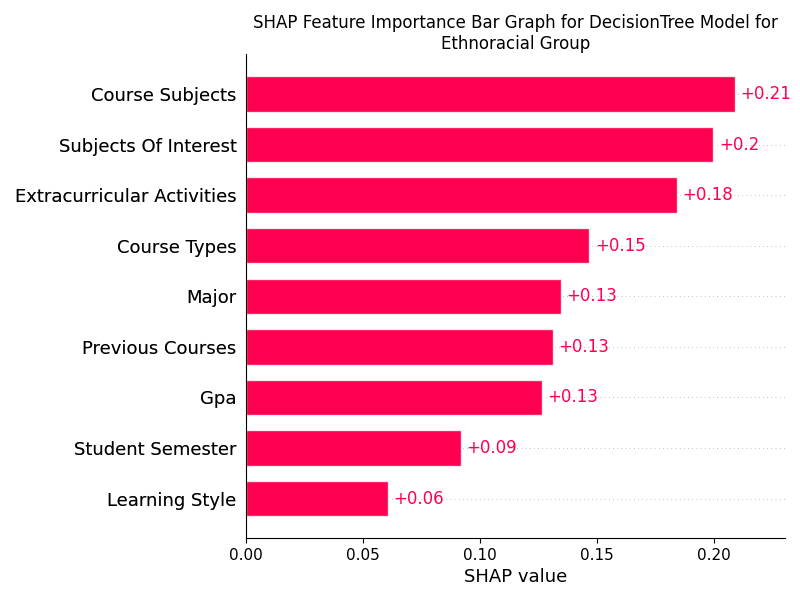 SHAP Feature Importance Bar Graph for DecisionTree Model for
Ethnoracial Group
Course Subjects
+0.21
Subjects Of Interest
+0.2
Extracurricular Activities
+0.18
Course Types
+0.15
Major
+0.13
Previous Courses
+0.13
Gpa
+0.13
Student Semester
+0.09
Learning Style
+0.06
0.00 0.05 0.10 0.15 0.20
SHAP value